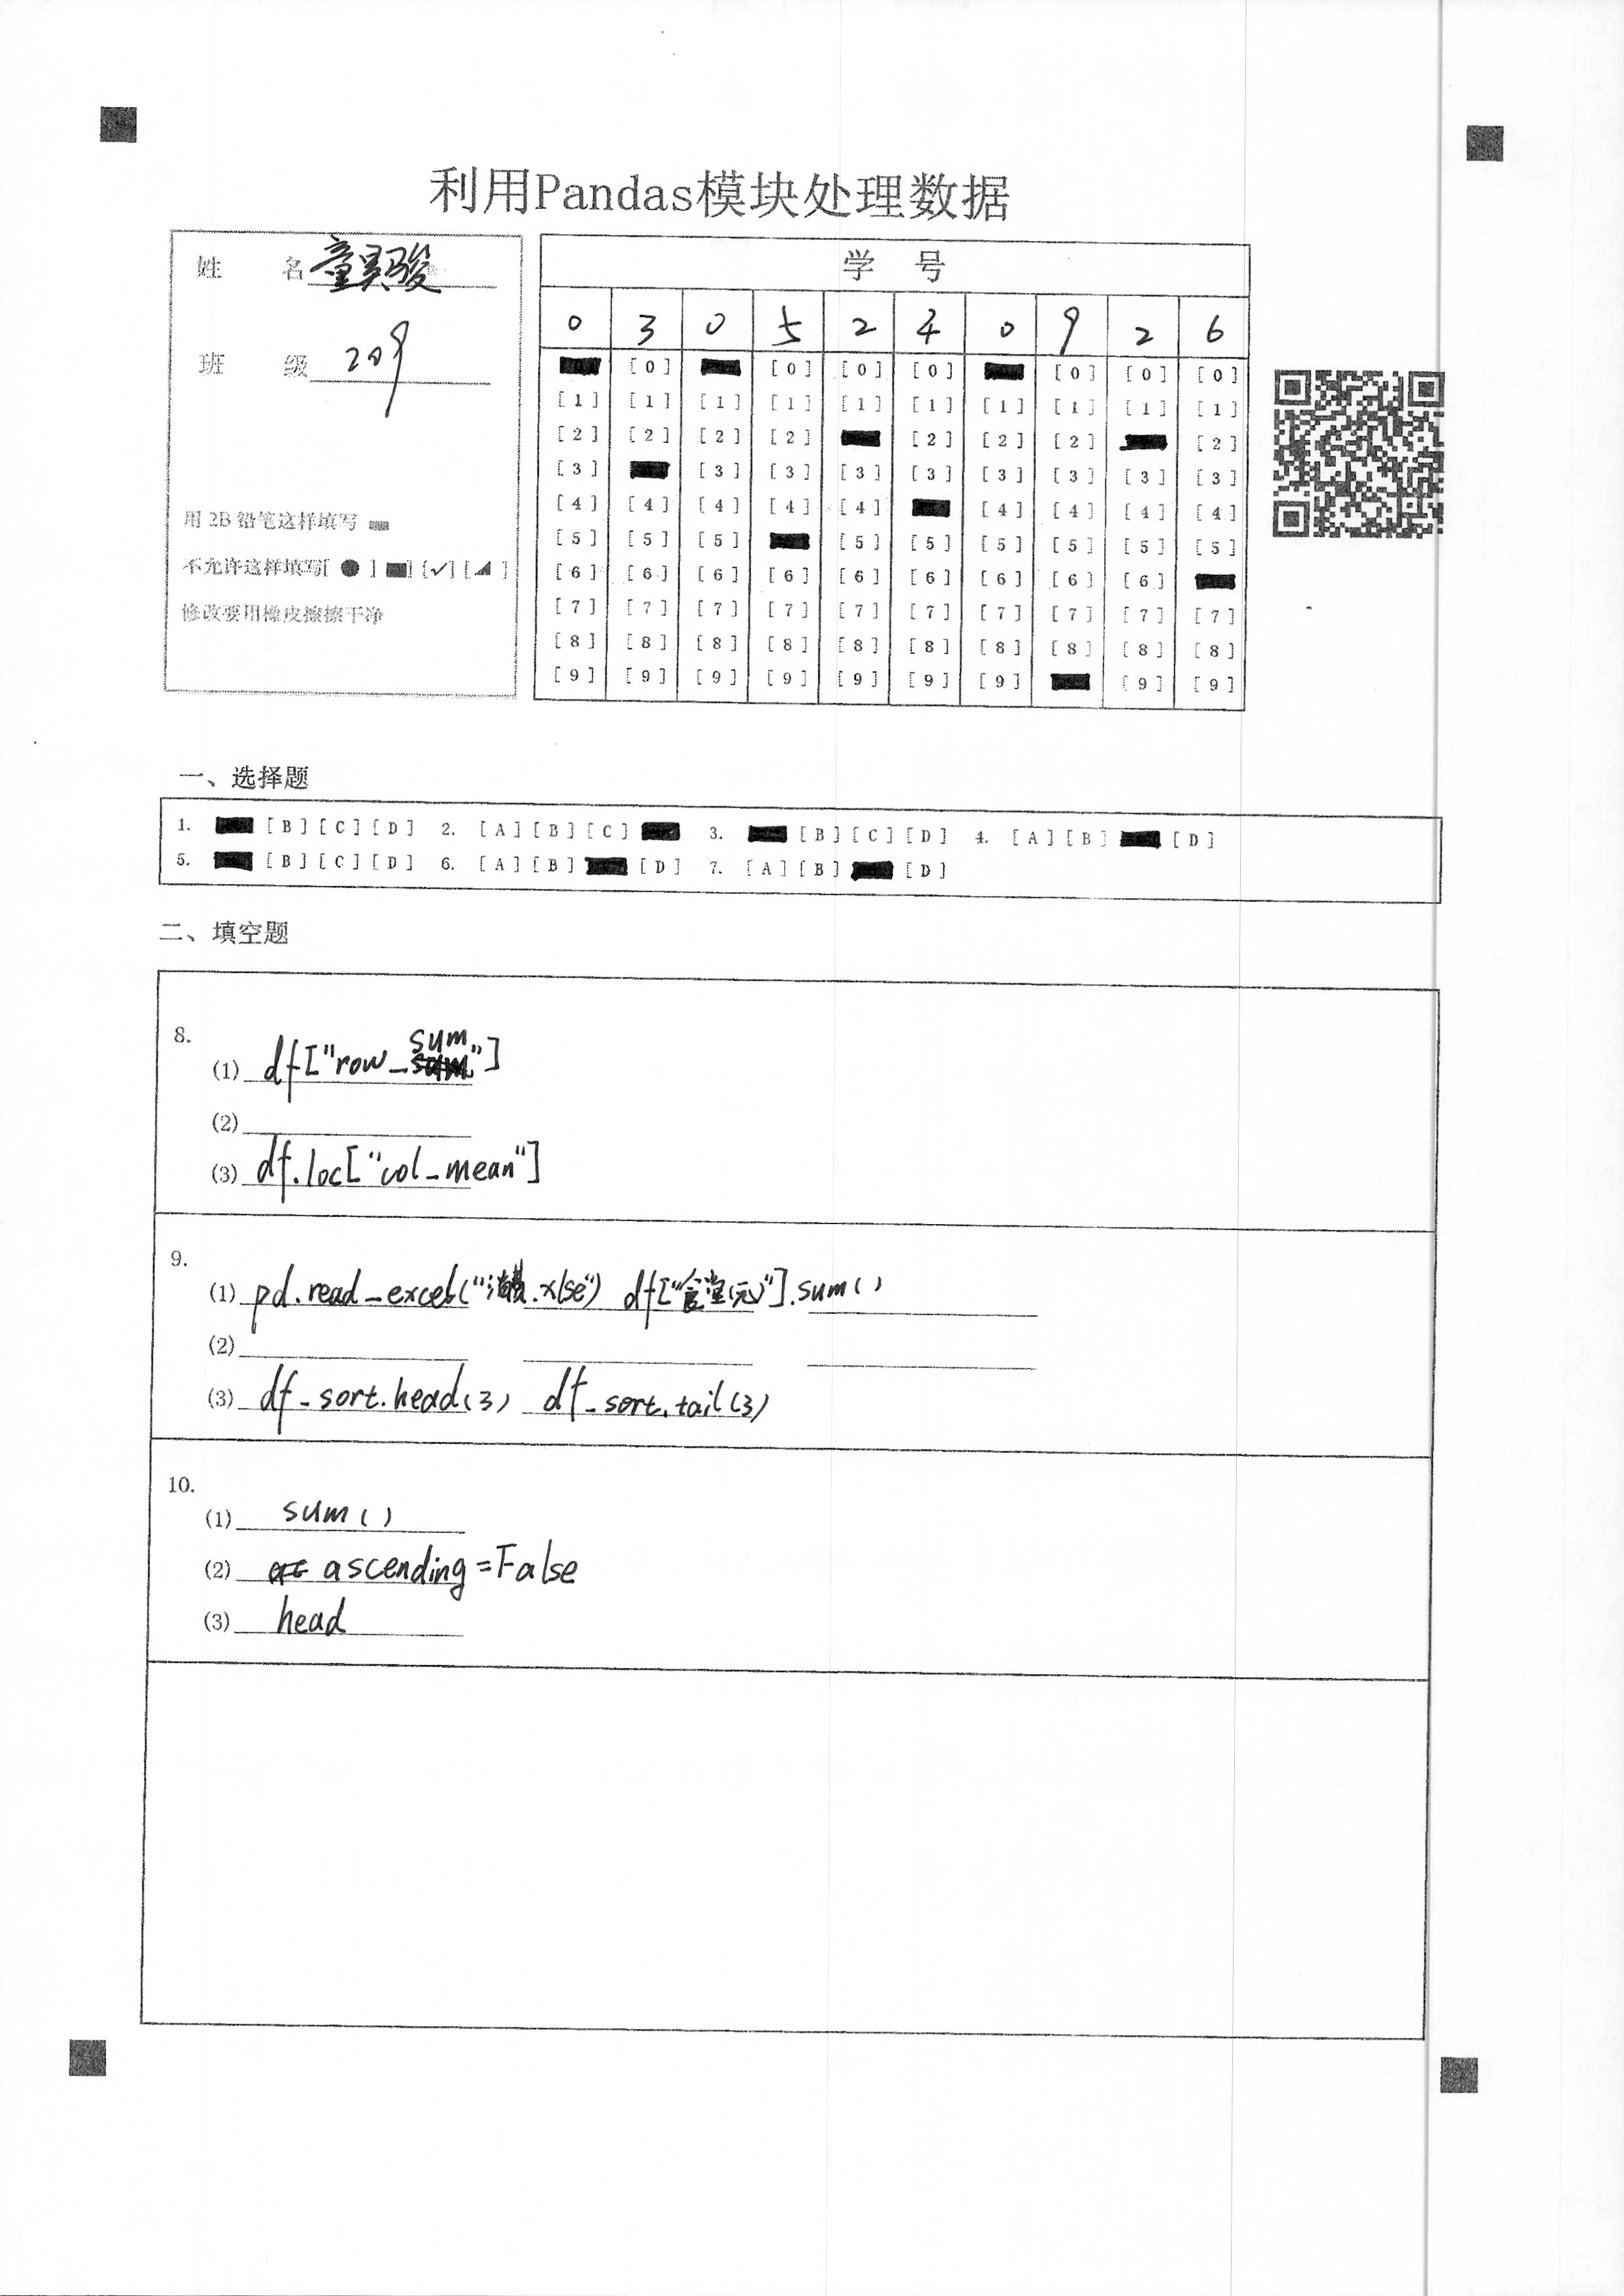 利用Pandas模块处理数据
姓 名 童昊骏
班 级 209
用 2B 铅笔这样填写
不允许这样填写[ ● ] [■] [✓] [◢ ]
修改要用橡皮擦擦干净
学 号
0 3 0 5 2 4 0 9 2 6
[0] [0] [0] [0] [0] [0] [0]
[1] [1] [1] [1] [1] [1] [1] [1] [1] [1]
[2] [2] [2] [2] [2] [2] [2] [2]
[3] [3] [3] [3] [3] [3] [3] [3] [3]
[4] [4] [4] [4] [4] [4] [4] [4] [4]
[5] [5] [5] [5] [5] [5] [5] [5] [5]
[6] [6] [6] [6] [6] [6] [6] [6] [6]
[7] [7] [7] [7] [7] [7] [7] [7] [7] [7]
[8] [8] [8] [8] [8] [8] [8] [8] [8] [8]
[9] [9] [9] [9] [9] [9] [9] [9] [9]
一、选择题
1. [B] [C] [D] 2. [A] [B] [C] 3. [B] [C] [D] 4. [A] [B] [D]
5. [B] [C] [D] 6. [A] [B] [D] 7. [A] [B] [D]
二、填空题
8.
(1) df["row_sum"]
(2)
(3) df.loc["col_mean"]
9.
(1) pd.read_excel(" .xlse") df["食堂(元)"].sum()
(2)
(3) df_sort.head(3) df_sort.tail(3)
10.
(1) sum()
(2) ascending=False
(3) head